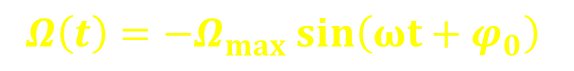 Ω(t) = −Ω_max sin(ωt + φ₀)